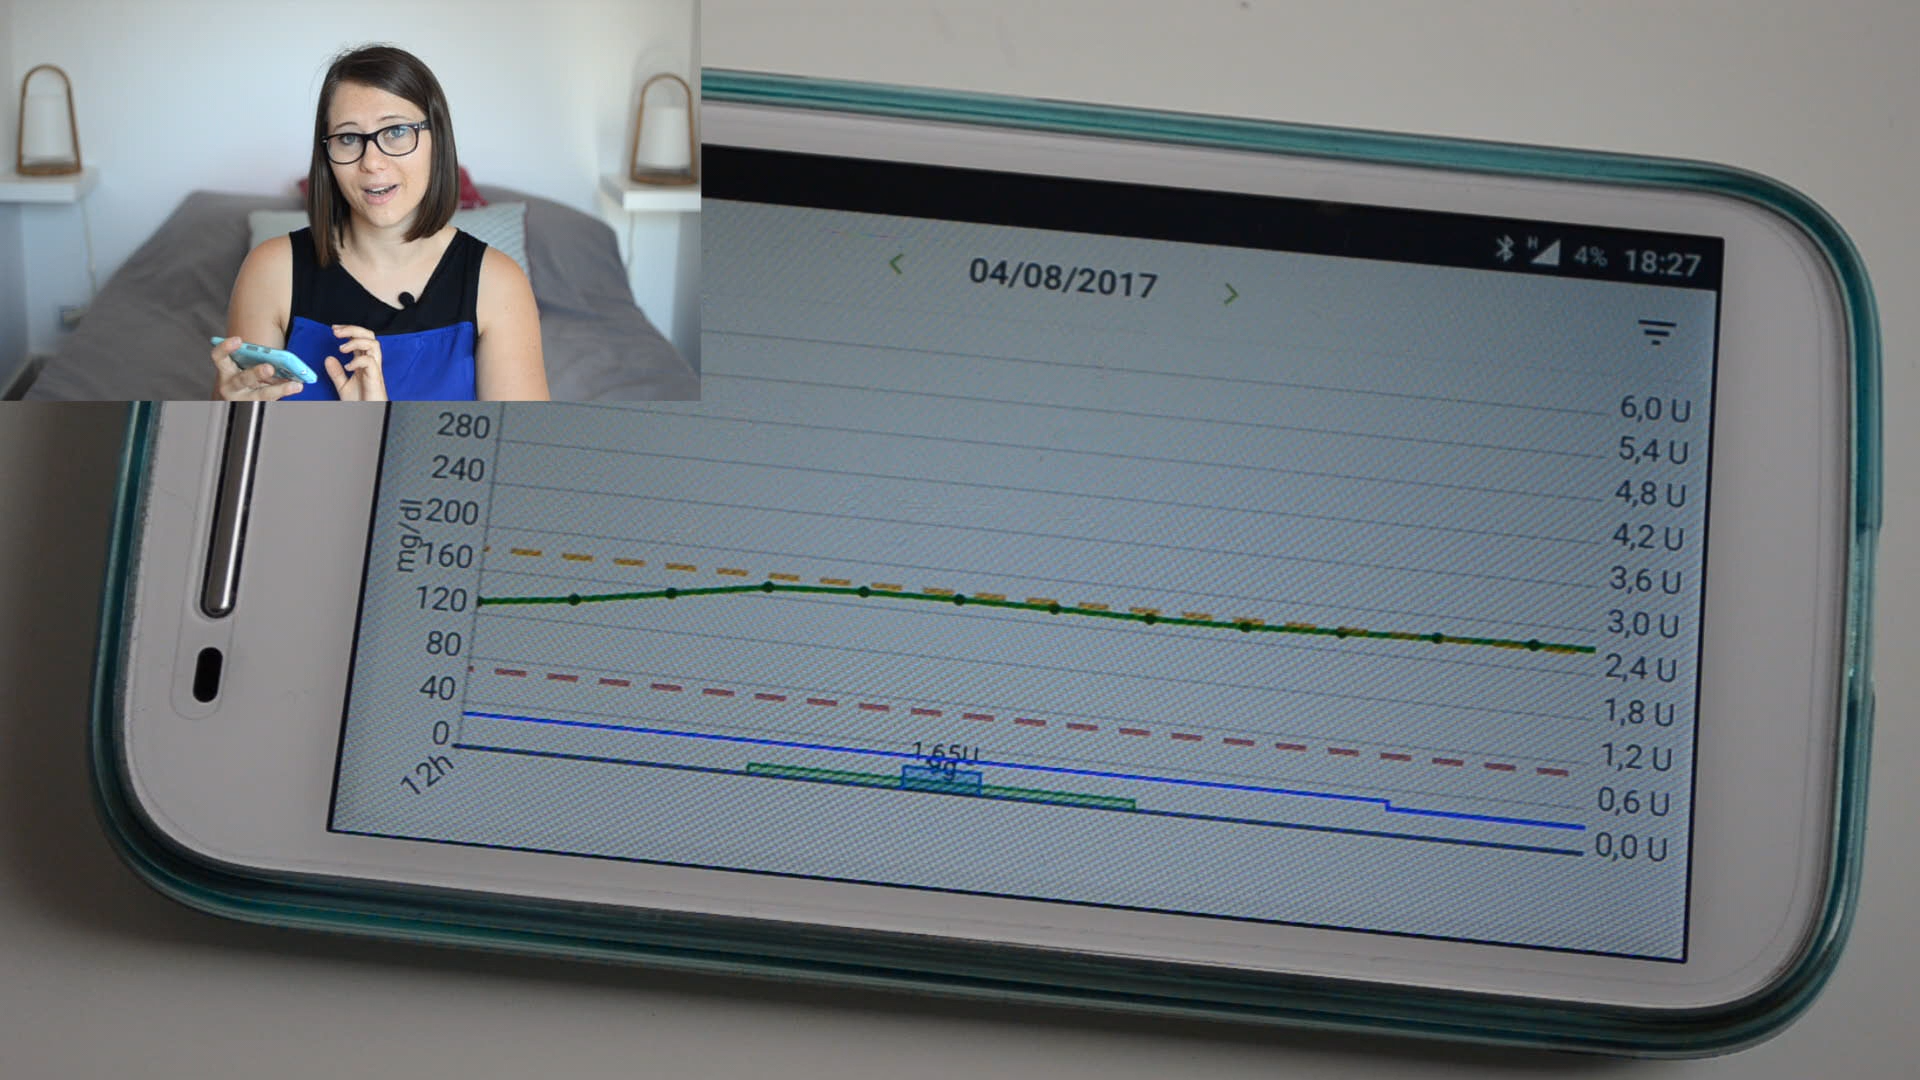 4% 18:27
04/08/2017
280
240
200
160
120
80
40
0
mg/dl
12h
1,65U
6,0 U
5,4 U
4,8 U
4,2 U
3,6 U
3,0 U
2,4 U
1,8 U
1,2 U
0,6 U
0,0 U